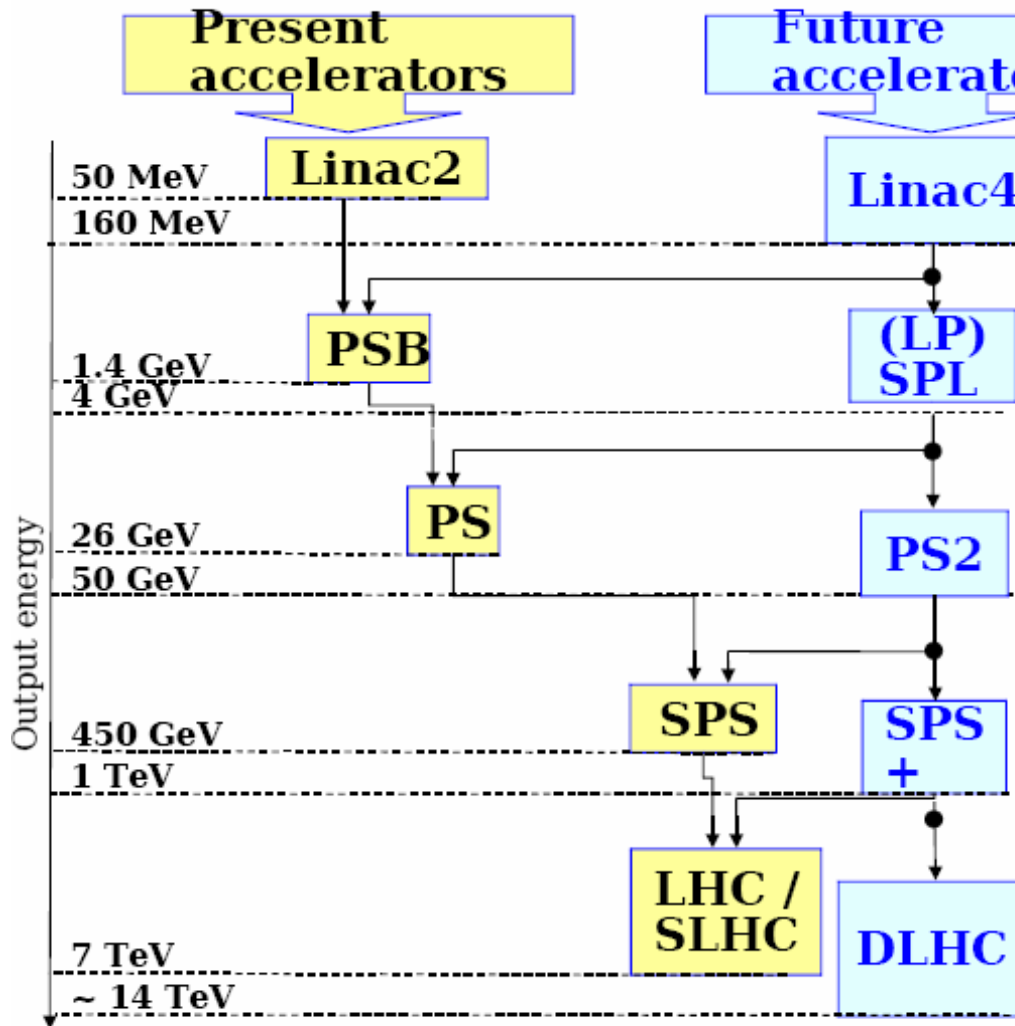 Present
accelerators
Future
accelerato
Linac2
50 MeV
Linac4
160 MeV
PSB
(LP)
SPL
1.4 GeV
4 GeV
PS
26 GeV
PS2
50 GeV
Output energy
SPS
450 GeV
SPS
+
1 TeV
LHC /
SLHC
7 TeV
DLHC
~ 14 TeV